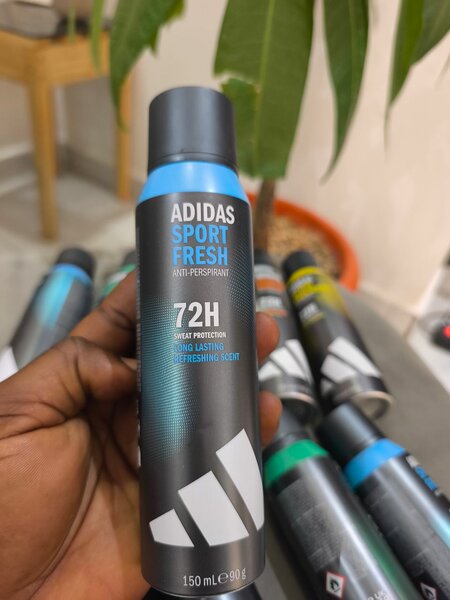 ADIDAS
SPORT
FRESH
ANTI-PERSPIRANT
72H
SWEAT PROTECTION
LONG LASTING
REFRESHING SCENT
150 mL ℮ 90 g